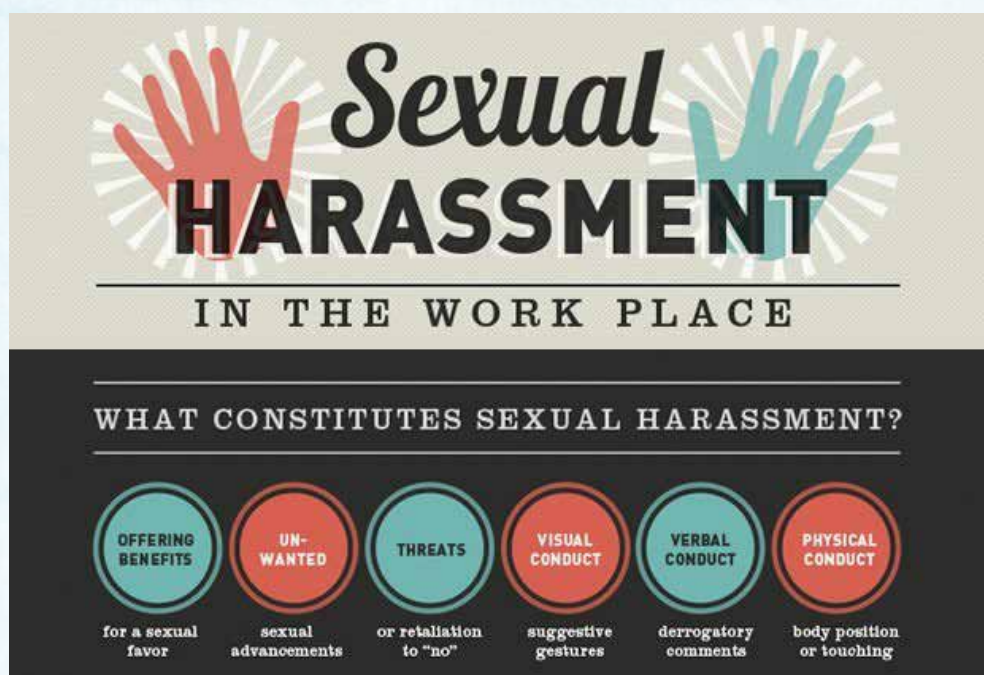 Sexual
HARASSMENT
IN THE WORK PLACE
WHAT CONSTITUTES SEXUAL HARASSMENT?
OFFERING
BENEFITS
for a sexual
favor
UN-
WANTED
sexual
advancements
THREATS
or retaliation
to “no”
VISUAL
CONDUCT
suggestive
gestures
VERBAL
CONDUCT
derrogatory
comments
PHYSICAL
CONDUCT
body position
or touching